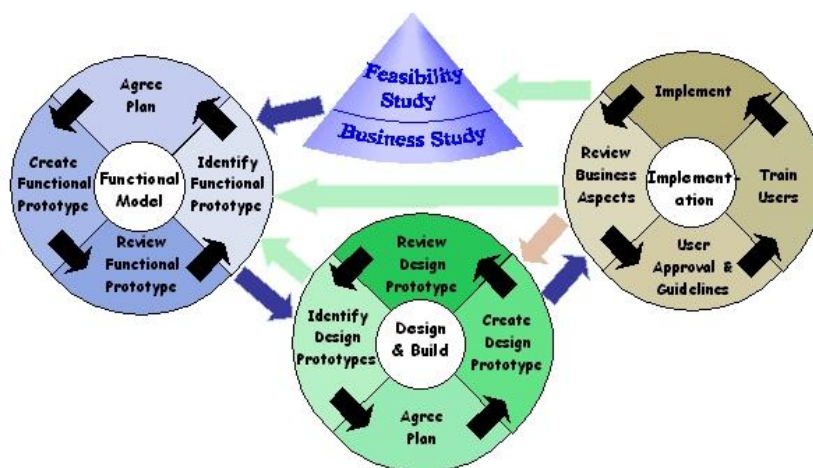 Feasibility
Study
Business Study
Agree
Plan
Create
Functional
Prototype
Functional
Model
Identify
Functional
Prototype
Review
Functional
Prototype
Review
Design
Prototype
Identify
Design
Prototypes
Design
& Build
Create
Design
Prototype
Agree
Plan
Implement
Review
Business
Aspects
Implement-
ation
Train
Users
User
Approval &
Guidelines